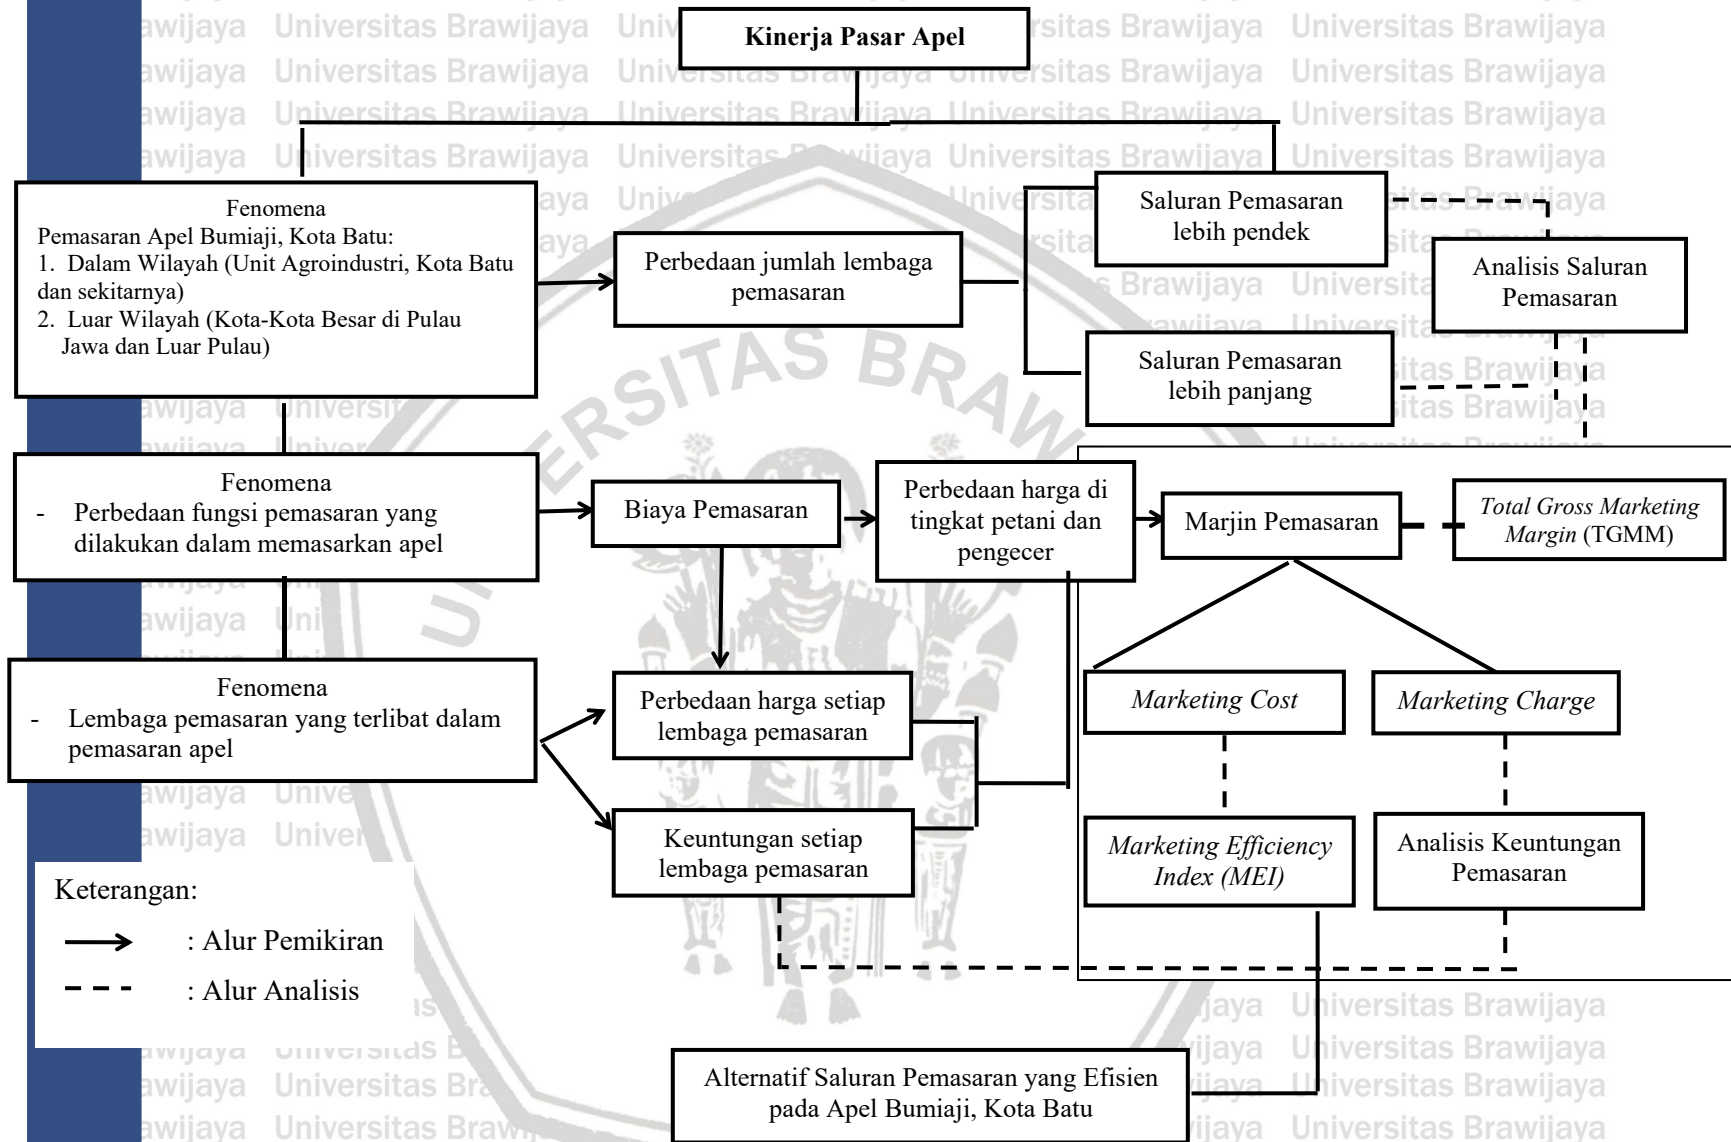 Kinerja Pasar Apel
Fenomena
Pemasaran Apel Bumiaji, Kota Batu:
1. Dalam Wilayah (Unit Agroindustri, Kota Batu
dan sekitarnya)
2. Luar Wilayah (Kota-Kota Besar di Pulau
Jawa dan Luar Pulau)
Perbedaan jumlah lembaga
pemasaran
Saluran Pemasaran
lebih pendek
Saluran Pemasaran
lebih panjang
Analisis Saluran
Pemasaran
Fenomena
- Perbedaan fungsi pemasaran yang
dilakukan dalam memasarkan apel
Biaya Pemasaran
Perbedaan harga di
tingkat petani dan
pengecer
Marjin Pemasaran
Total Gross Marketing
Margin (TGMM)
Fenomena
- Lembaga pemasaran yang terlibat dalam
pemasaran apel
Perbedaan harga setiap
lembaga pemasaran
Keuntungan setiap
lembaga pemasaran
Marketing Cost
Marketing Charge
Marketing Efficiency
Index (MEI)
Analisis Keuntungan
Pemasaran
Keterangan:
: Alur Pemikiran
: Alur Analisis
Alternatif Saluran Pemasaran yang Efisien
pada Apel Bumiaji, Kota Batu